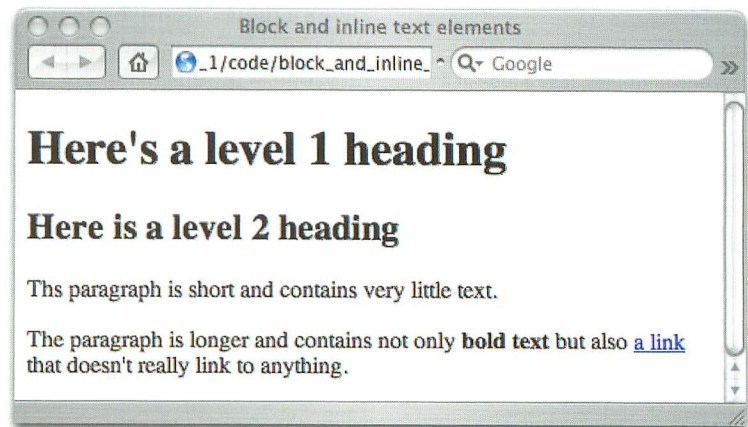 Block and inline text elements
_1/code/block_and_inline_
Google
Here's a level 1 heading
Here is a level 2 heading
Ths paragraph is short and contains very little text.
The paragraph is longer and contains not only bold text but also a link
that doesn't really link to anything.